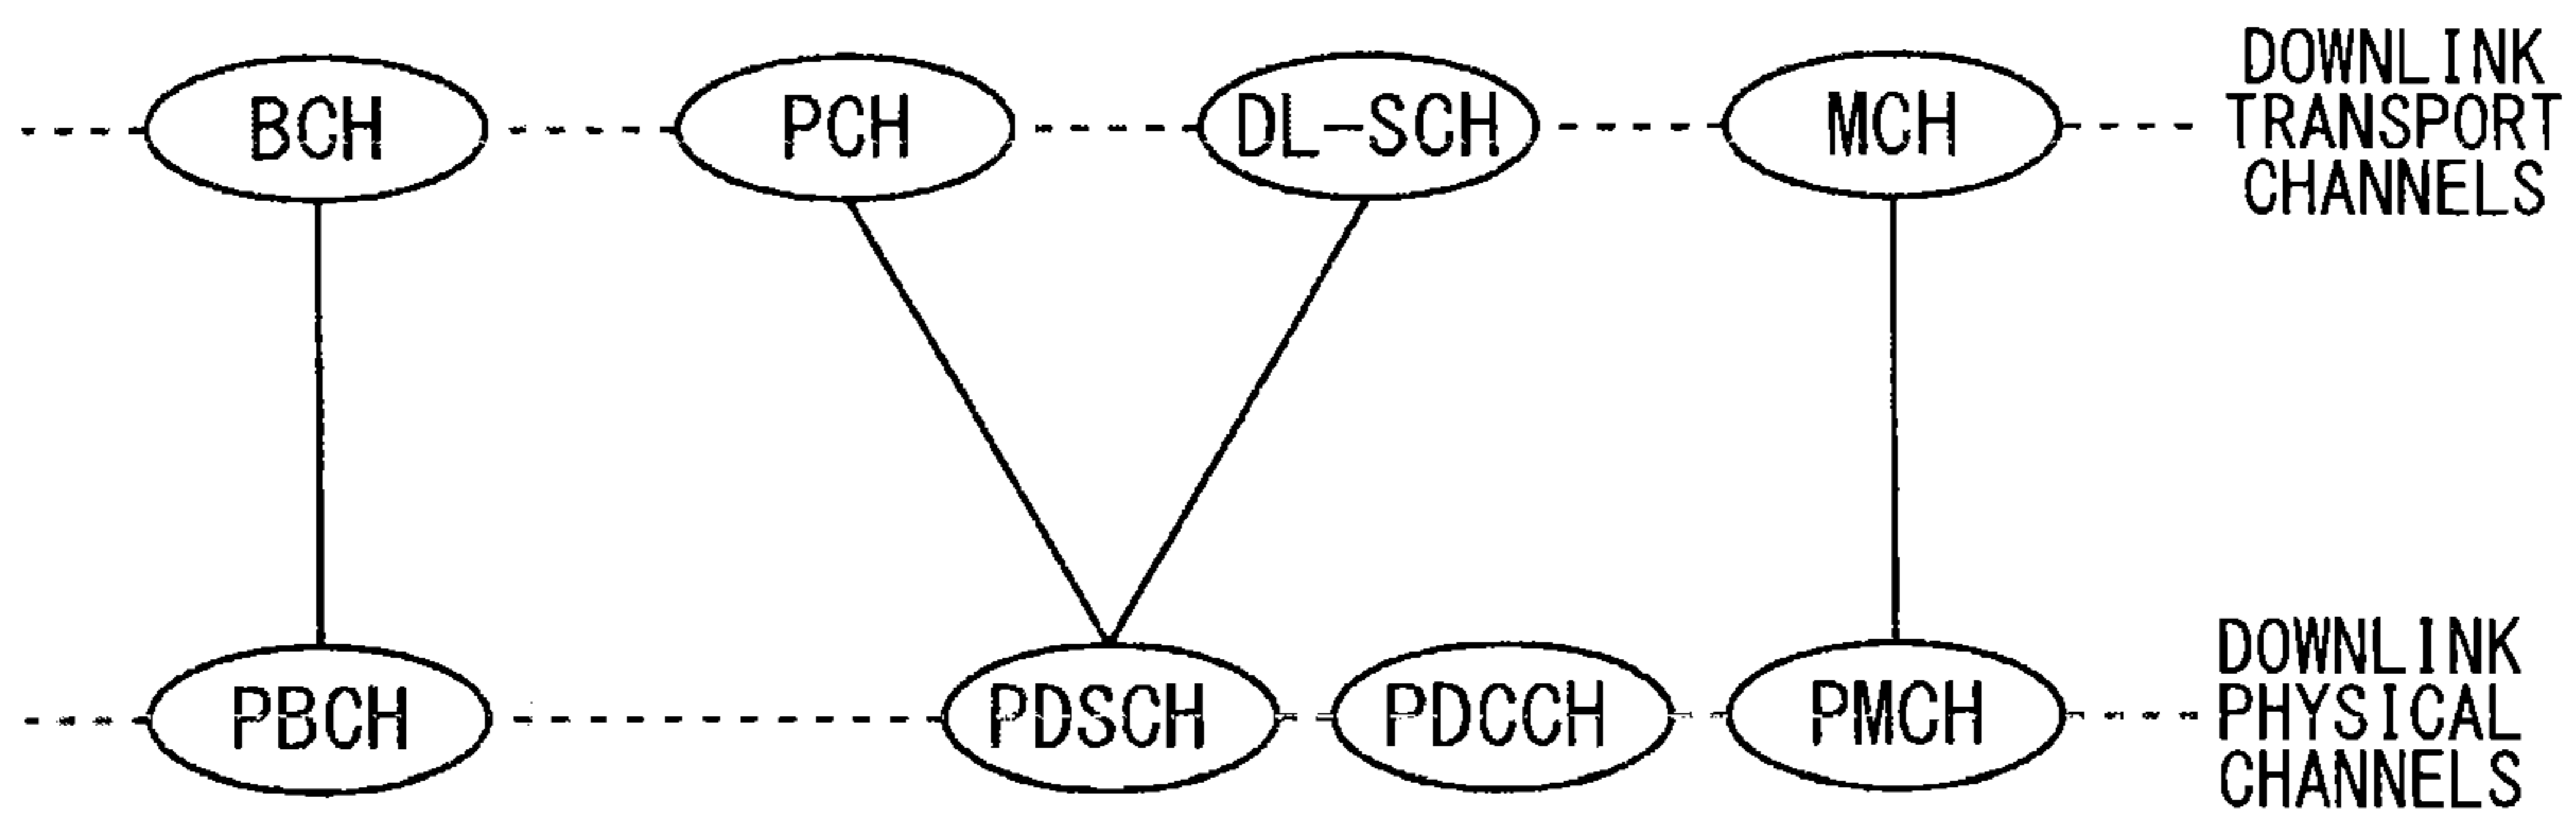 BCH
PCH
DL-SCH
MCH
DOWNLINK
TRANSPORT
CHANNELS
PBCH
PDSCH
PDCCH
PMCH
DOWNLINK
PHYSICAL
CHANNELS